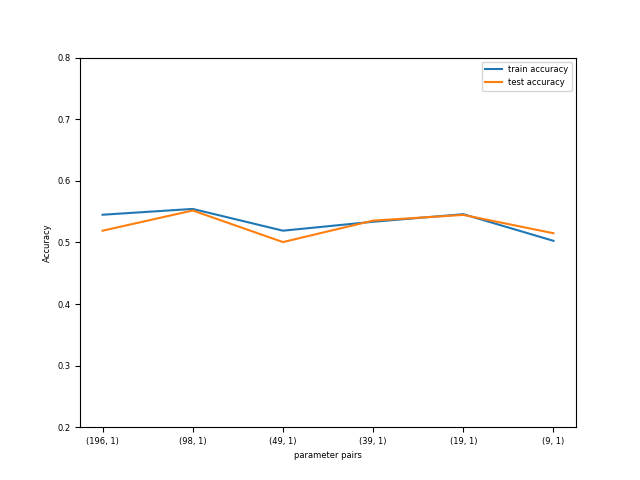 0.8
0.7
0.6
0.5
0.4
0.3
0.2
Accuracy
train accuracy
test accuracy
(196, 1) (98, 1) (49, 1) (39, 1) (19, 1) (9, 1)
parameter pairs